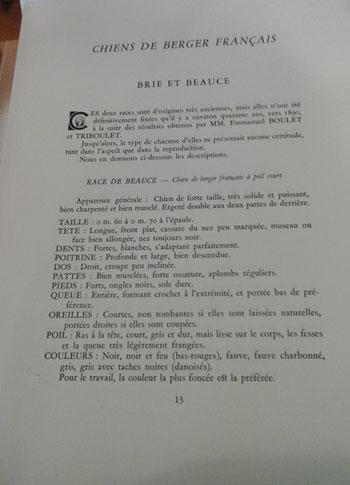 CHIENS DE BERGER FRANÇAIS
BRIE ET BEAUCE
CES deux races sont d'origines très anciennes, mais elles n'ont été
définitivement fixées qu'il y a environ quarante ans, vers 1890,
à la suite des résultats obtenus par MM. Emmanuel BOULET
et TRIBOULET.
Jusqu'alors, le type de chacune d'elles ne présentait aucune certitude,
tant dans l'aspect que dans la reproduction.
Nous en donnons ci-dessous les descriptions.
RACE DE BEAUCE — Chien de berger français à poil court
Apparence générale : Chien de forte taille, très solide et puissant,
bien charpenté et bien musclé. Ergoté double aux deux pattes de derrière.
TAILLE : 0 m. 60 à 0 m. 70 à l'épaule.
TETE : Longue, front plat, cassure du nez peu marquée, museau ou
face bien allongée, nez toujours noir.
DENTS : Fortes, blanches, s'adaptant parfaitement.
POITRINE : Profonde et large, bien descendue.
DOS : Droit, croupe peu inclinée.
PATTES : Bien musclées, forte ossature, aplombs réguliers.
PIEDS : Forts, ongles noirs, sole dure.
QUEUE : Entière, formant crochet à l'extrémité, et portée bas de pré-
férence.
OREILLES : Courtes, non tombantes si elles sont laissées naturelles,
portées droites si elles sont coupées.
POIL : Ras à la tête, court, gris et dur, mais lisse sur le corps, les fesses
et la queue très légèrement frangées.
COULEURS : Noir, noir et feu (bas-rouges), fauve, fauve charbonné,
gris, gris avec taches noires (danoisés).
Pour le travail, la couleur la plus foncée est la préférée.
13